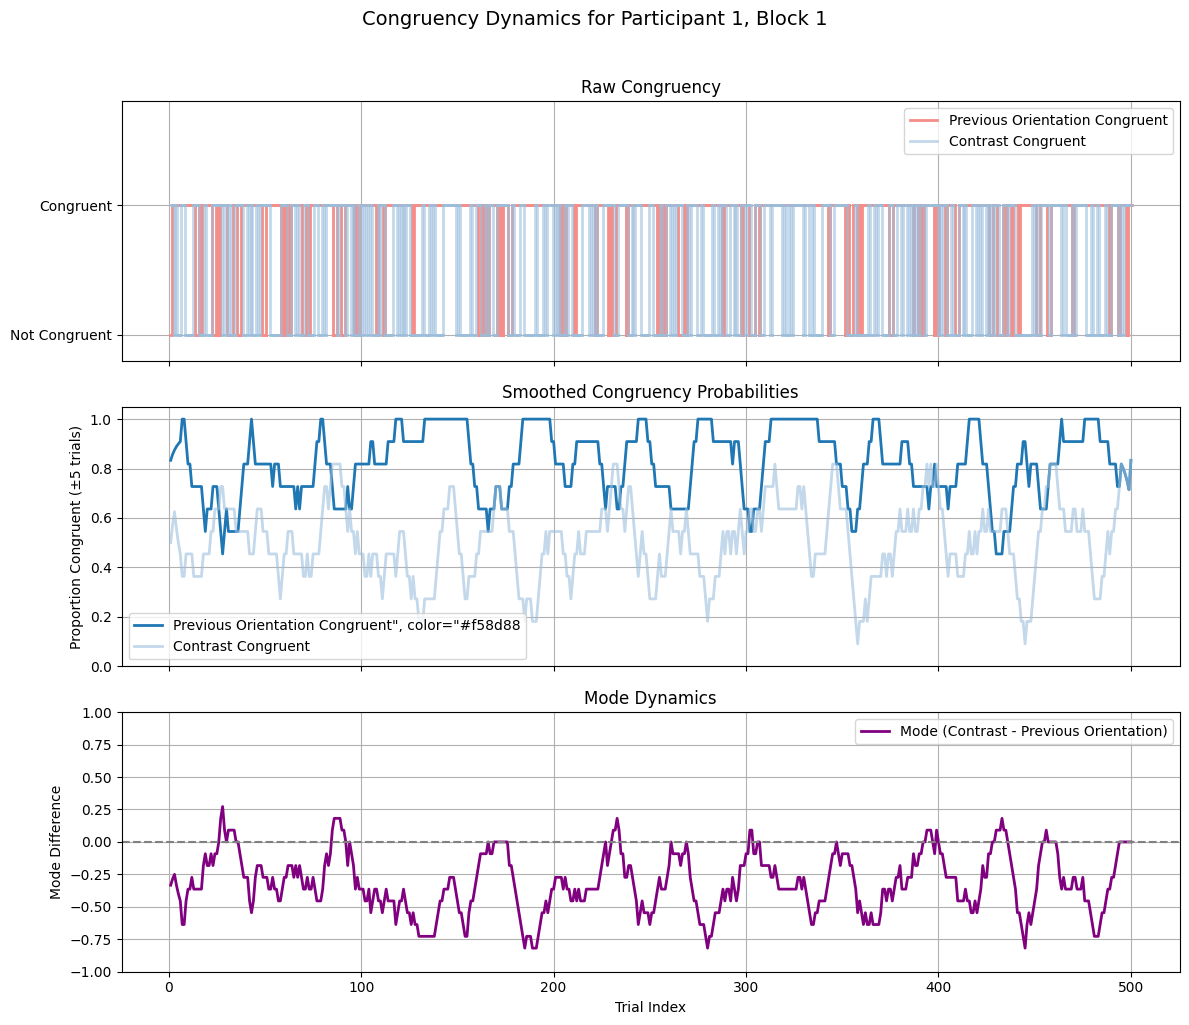 Congruency Dynamics for Participant 1, Block 1
Raw Congruency
Previous Orientation Congruent
Contrast Congruent
Congruent
Not Congruent
Smoothed Congruency Probabilities
Proportion Congruent (±5 trials)
1.0
0.8
0.6
0.4
0.2
0.0
Previous Orientation Congruent", color="#f58d88
Contrast Congruent
Mode Dynamics
Mode Difference
1.00
0.75
0.50
0.25
0.00
−0.25
−0.50
−0.75
−1.00
Mode (Contrast - Previous Orientation)
0 100 200 300 400 500
Trial Index